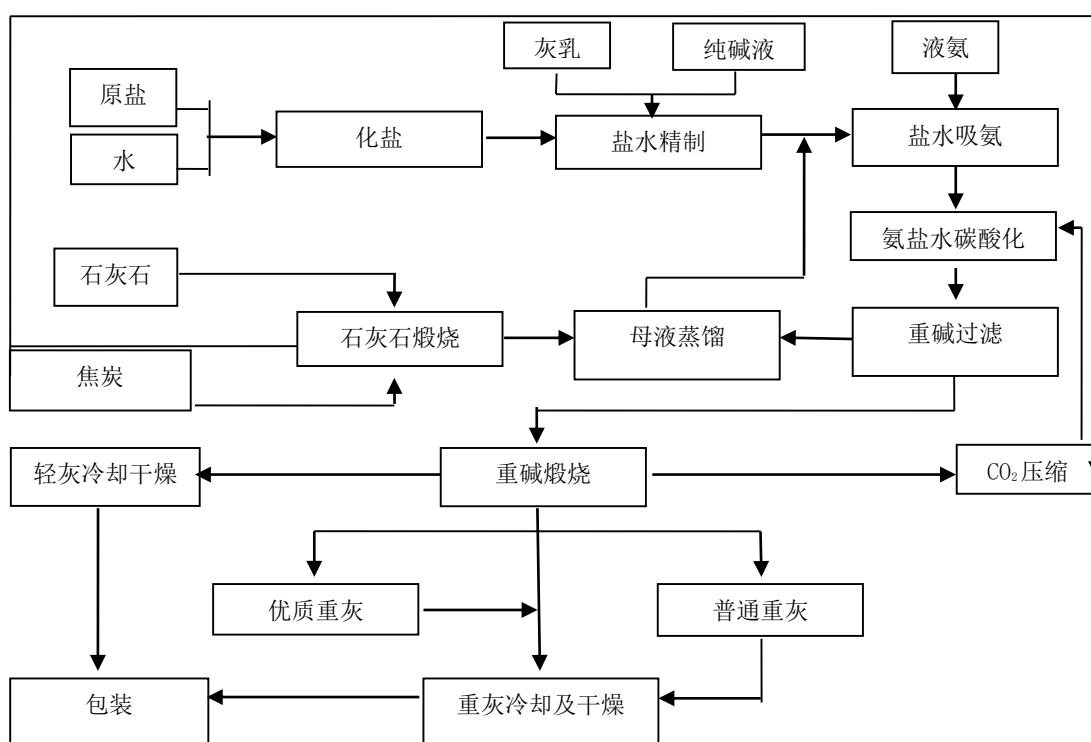 灰乳
纯碱液
液氨
原盐
水
化盐
盐水精制
盐水吸氨
氨盐水碳酸化
石灰石
石灰石煅烧
母液蒸馏
重碱过滤
焦炭
轻灰冷却干燥
重碱煅烧
CO₂压缩
优质重灰
普通重灰
包装
重灰冷却及干燥